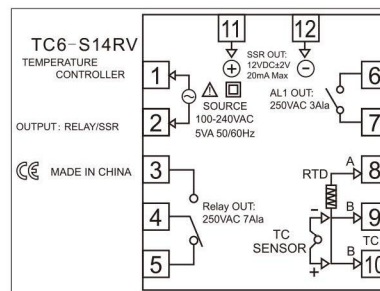 TC6-S14RV
TEMPERATURE
CONTROLLER
OUTPUT: RELAY/SSR
CE MADE IN CHINA
11
12
SSR OUT:
12VDC±2V
20mA Max
1
2
SOURCE
100-240VAC
5VA 50/60Hz
AL1 OUT:
250VAC 3Ala
6
7
3
4
5
Relay OUT:
250VAC 7Ala
RTD
A
8
B
9
TC
B
10
TC
SENSOR
-
+